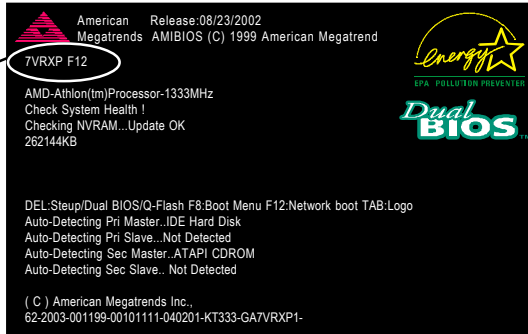 American Release:08/23/2002
Megatrends AMIBIOS (C) 1999 American Megatrend
7VRXP F12
energy
EPA POLLUTION PREVENTER
AMD-Athlon(tm)Processor-1333MHz
Check System Health !
Checking NVRAM...Update OK
262144KB
Dual
BIOS TM
DEL:Steup/Dual BIOS/Q-Flash F8:Boot Menu F12:Network boot TAB:Logo
Auto-Detecting Pri Master..IDE Hard Disk
Auto-Detecting Pri Slave...Not Detected
Auto-Detecting Sec Master..ATAPI CDROM
Auto-Detecting Sec Slave.. Not Detected
( C ) American Megatrends Inc.,
62-2003-001199-00101111-040201-KT333-GA7VRXP1-